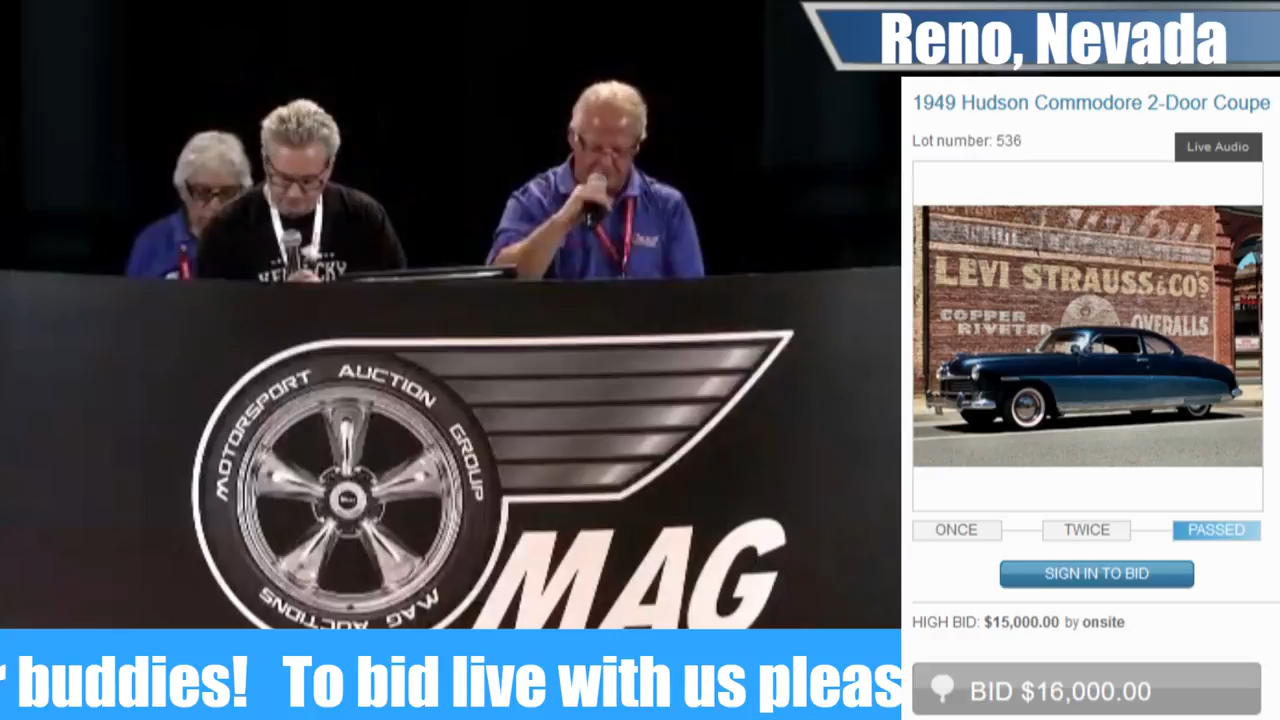 Reno, Nevada
1949 Hudson Commodore 2-Door Coupe
Lot number: 536
Live Audio
LEVI STRAUSS & CO'S
COPPER
RIVETED
OVERALLS
ONCE
TWICE
PASSED
SIGN IN TO BID
HIGH BID: $15,000.00 by onsite
BID $16,000.00
MOTORSPORT AUCTION GROUP
MAG AUCTIONS
MAG
buddies! To bid live with us pleas